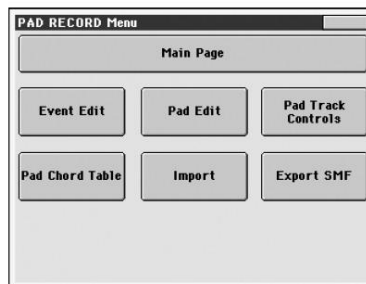 PAD RECORD Menu
Main Page
Event Edit
Pad Edit
Pad Track
Controls
Pad Chord Table
Import
Export SMF